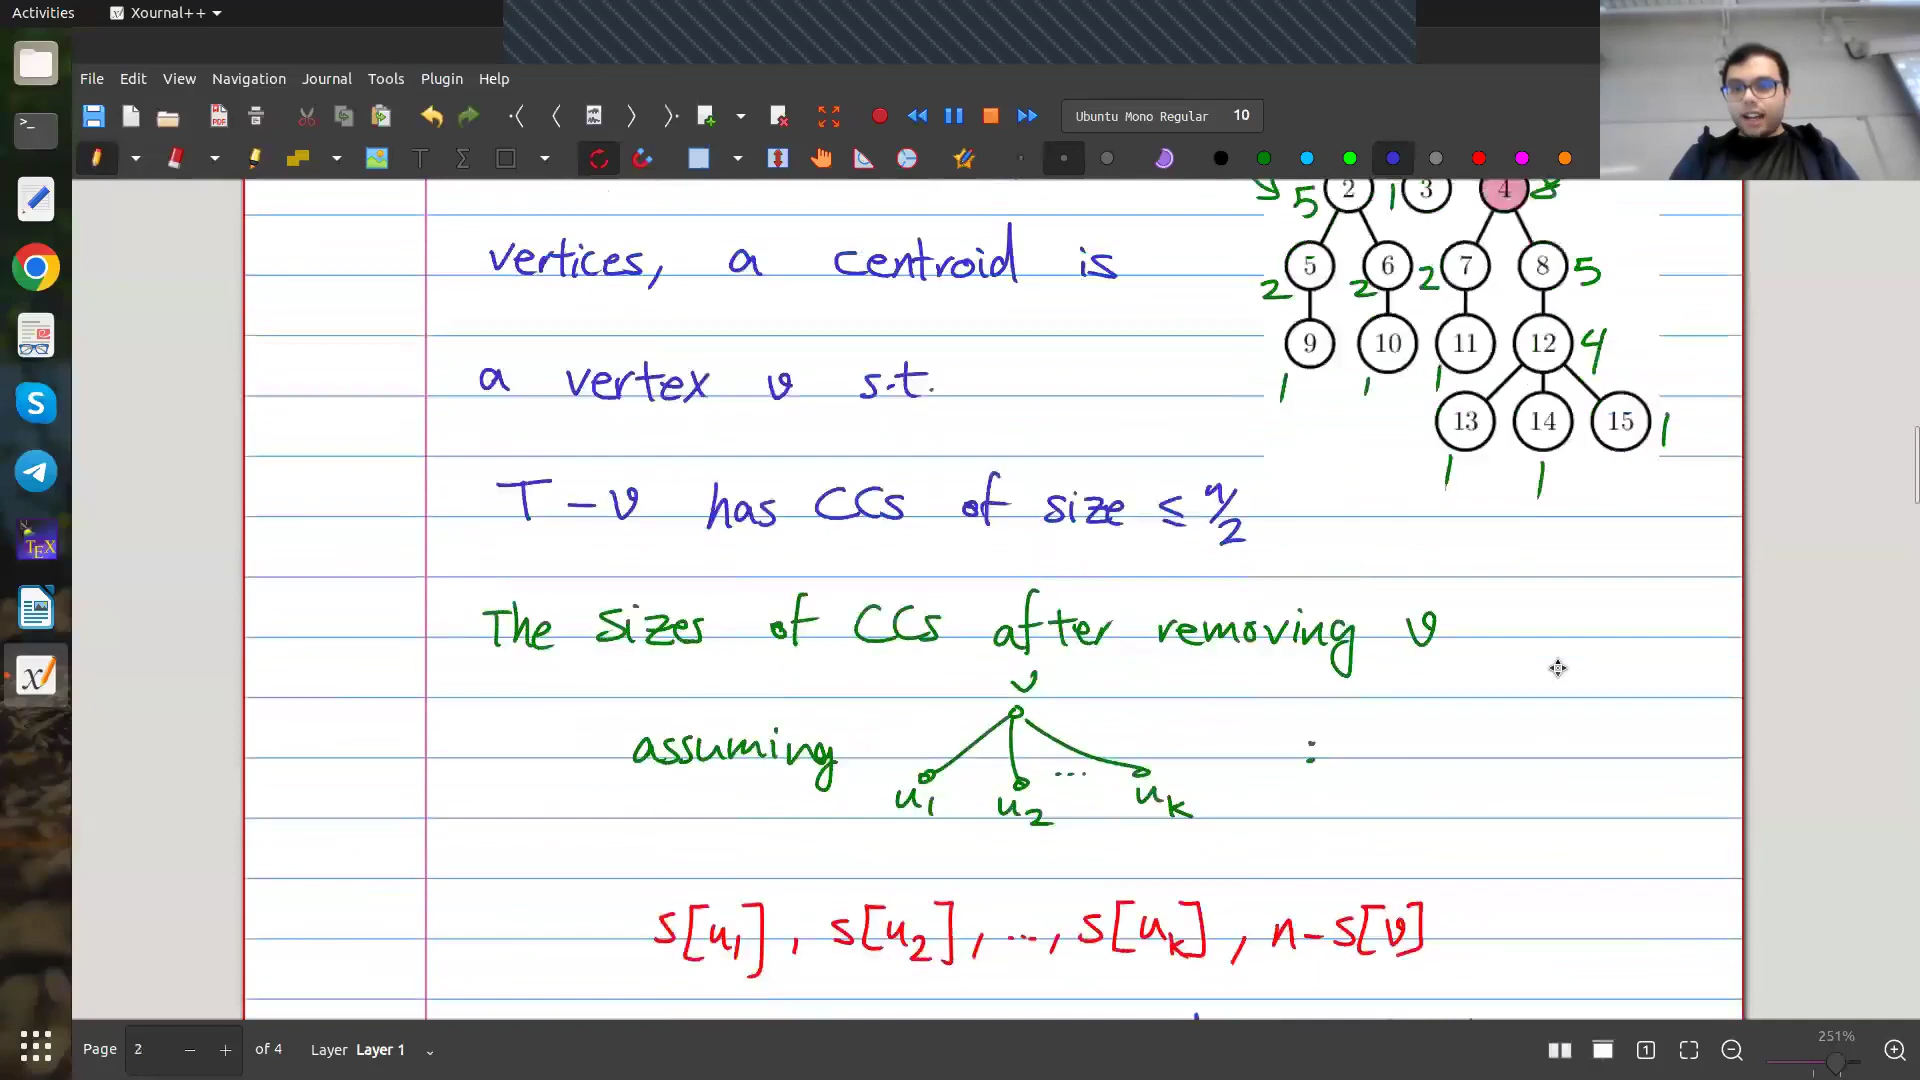 Activities Xournal++
File Edit View Navigation Journal Tools Plugin Help
Ubuntu Mono Regular 10
5 2 1 3 4 8
vertices, a centroid is
5 6 7 8 5
2 2 2
9 10 11 12 4
a vertex v s.t.
1 1 1
13 14 15 1
1 1
T - v has CCs of size ≤ n/2
The sizes of CCs after removing v
v
assuming :
u1 u2 ... uk
s[u1], s[u2], ..., s[uk], n-s[v]
Page 2 - + of 4 Layer Layer 1
251%